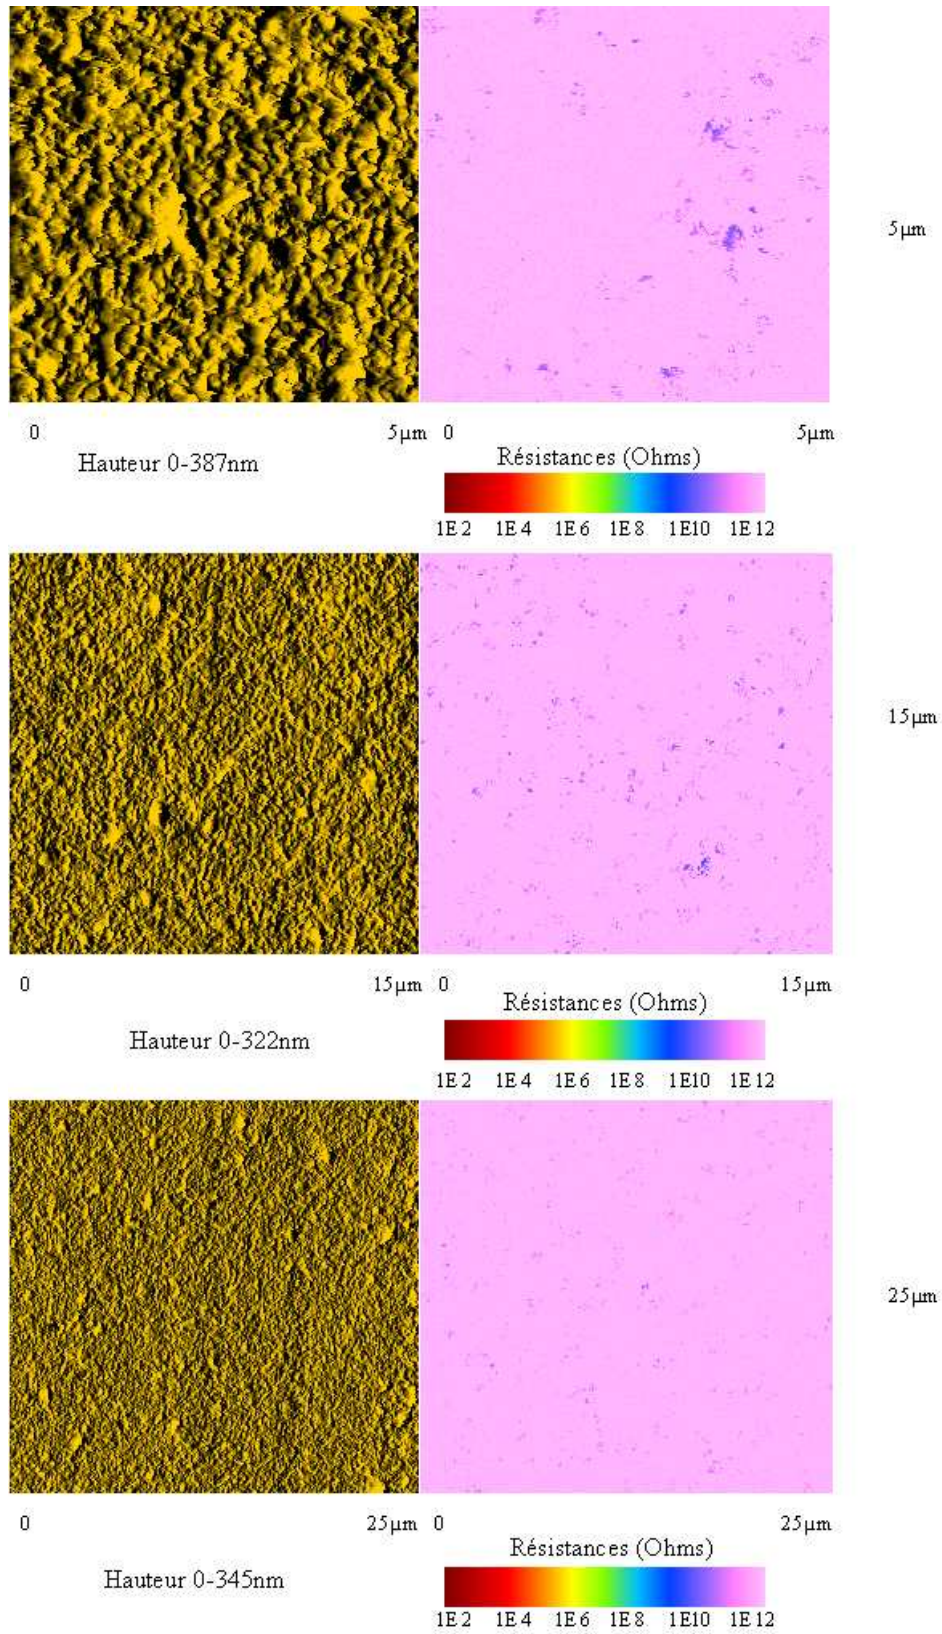 5µm
0 5µm 0 5µm
Hauteur 0-387nm
Résistances (Ohms)
1E2 1E4 1E6 1E8 1E10 1E12
15µm
0 15µm 0 15µm
Hauteur 0-322nm
Résistances (Ohms)
1E2 1E4 1E6 1E8 1E10 1E12
25µm
0 25µm 0 25µm
Hauteur 0-345nm
Résistances (Ohms)
1E2 1E4 1E6 1E8 1E10 1E12